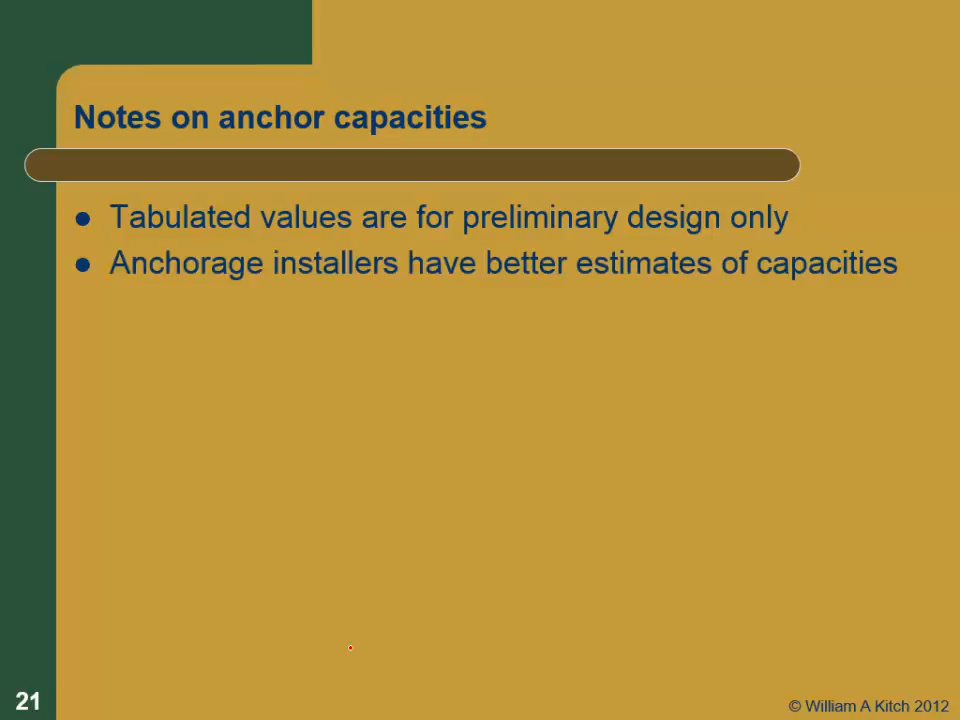 Notes on anchor capacities
● Tabulated values are for preliminary design only
● Anchorage installers have better estimates of capacities
21
© William A Kitch 2012